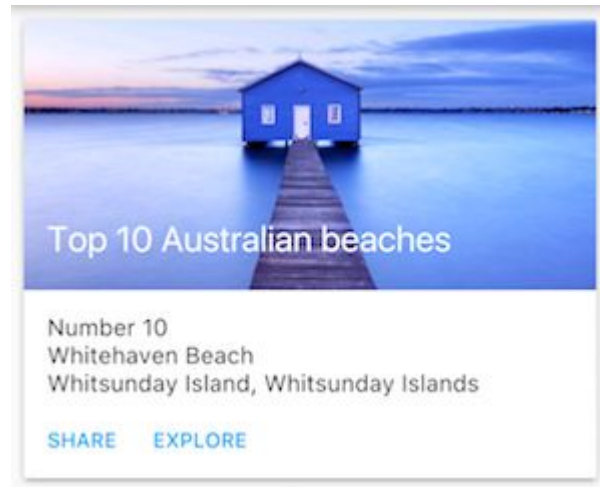 Top 10 Australian beaches
Number 10
Whitehaven Beach
Whitsunday Island, Whitsunday Islands
SHARE EXPLORE